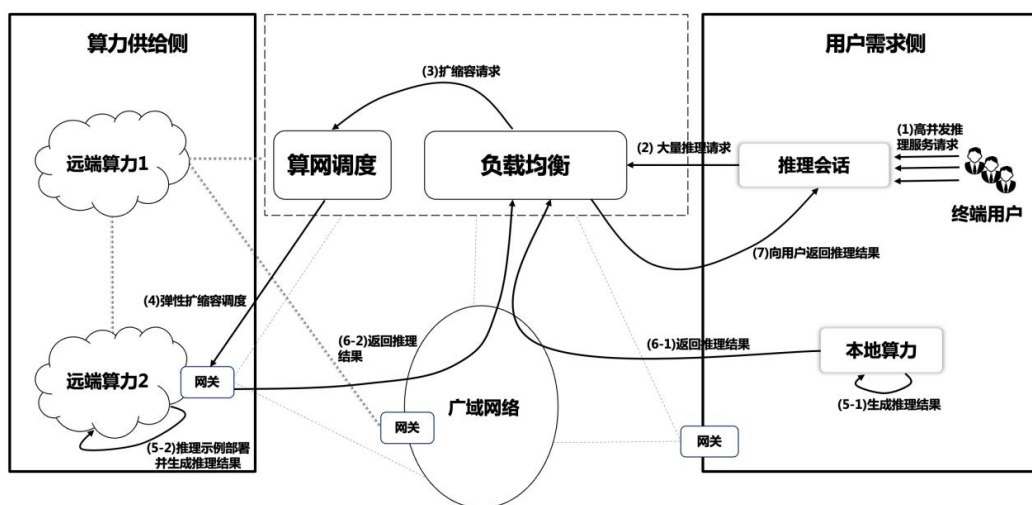 算力供给侧
用户需求侧
(3)扩缩容请求
(1)高并发推
理服务请求
远端算力1
算网调度
负载均衡
(2) 大量推理请求
推理会话
终端用户
(7)向用户返回推理结果
(4)弹性扩缩容调度
(6-2)返回推理
结果
(6-1)返回推理结果
本地算力
远端算力2
网关
广域网络
(5-1)生成推理结果
网关
网关
(5-2)推理示例部署
并生成推理结果